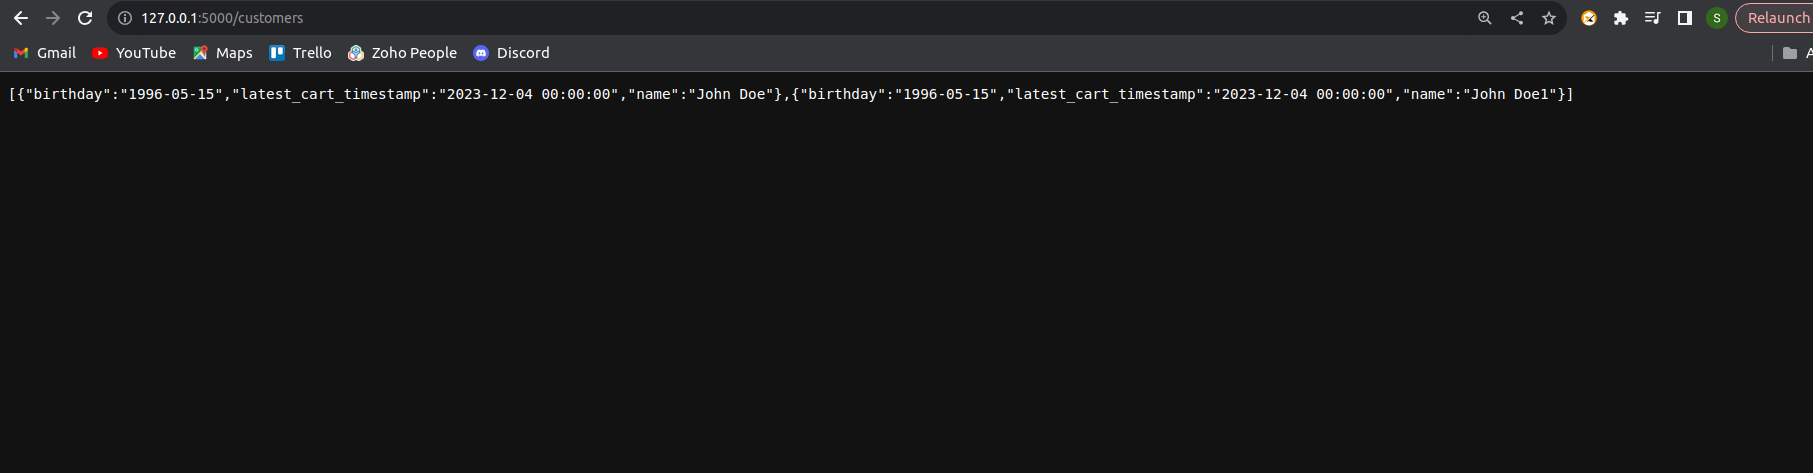 127.0.0.1:5000/customers
S
Relaunch
Gmail YouTube Maps Trello Zoho People Discord
A
[{"birthday":"1996-05-15","latest_cart_timestamp":"2023-12-04 00:00:00","name":"John Doe"},{"birthday":"1996-05-15","latest_cart_timestamp":"2023-12-04 00:00:00","name":"John Doe1"}]